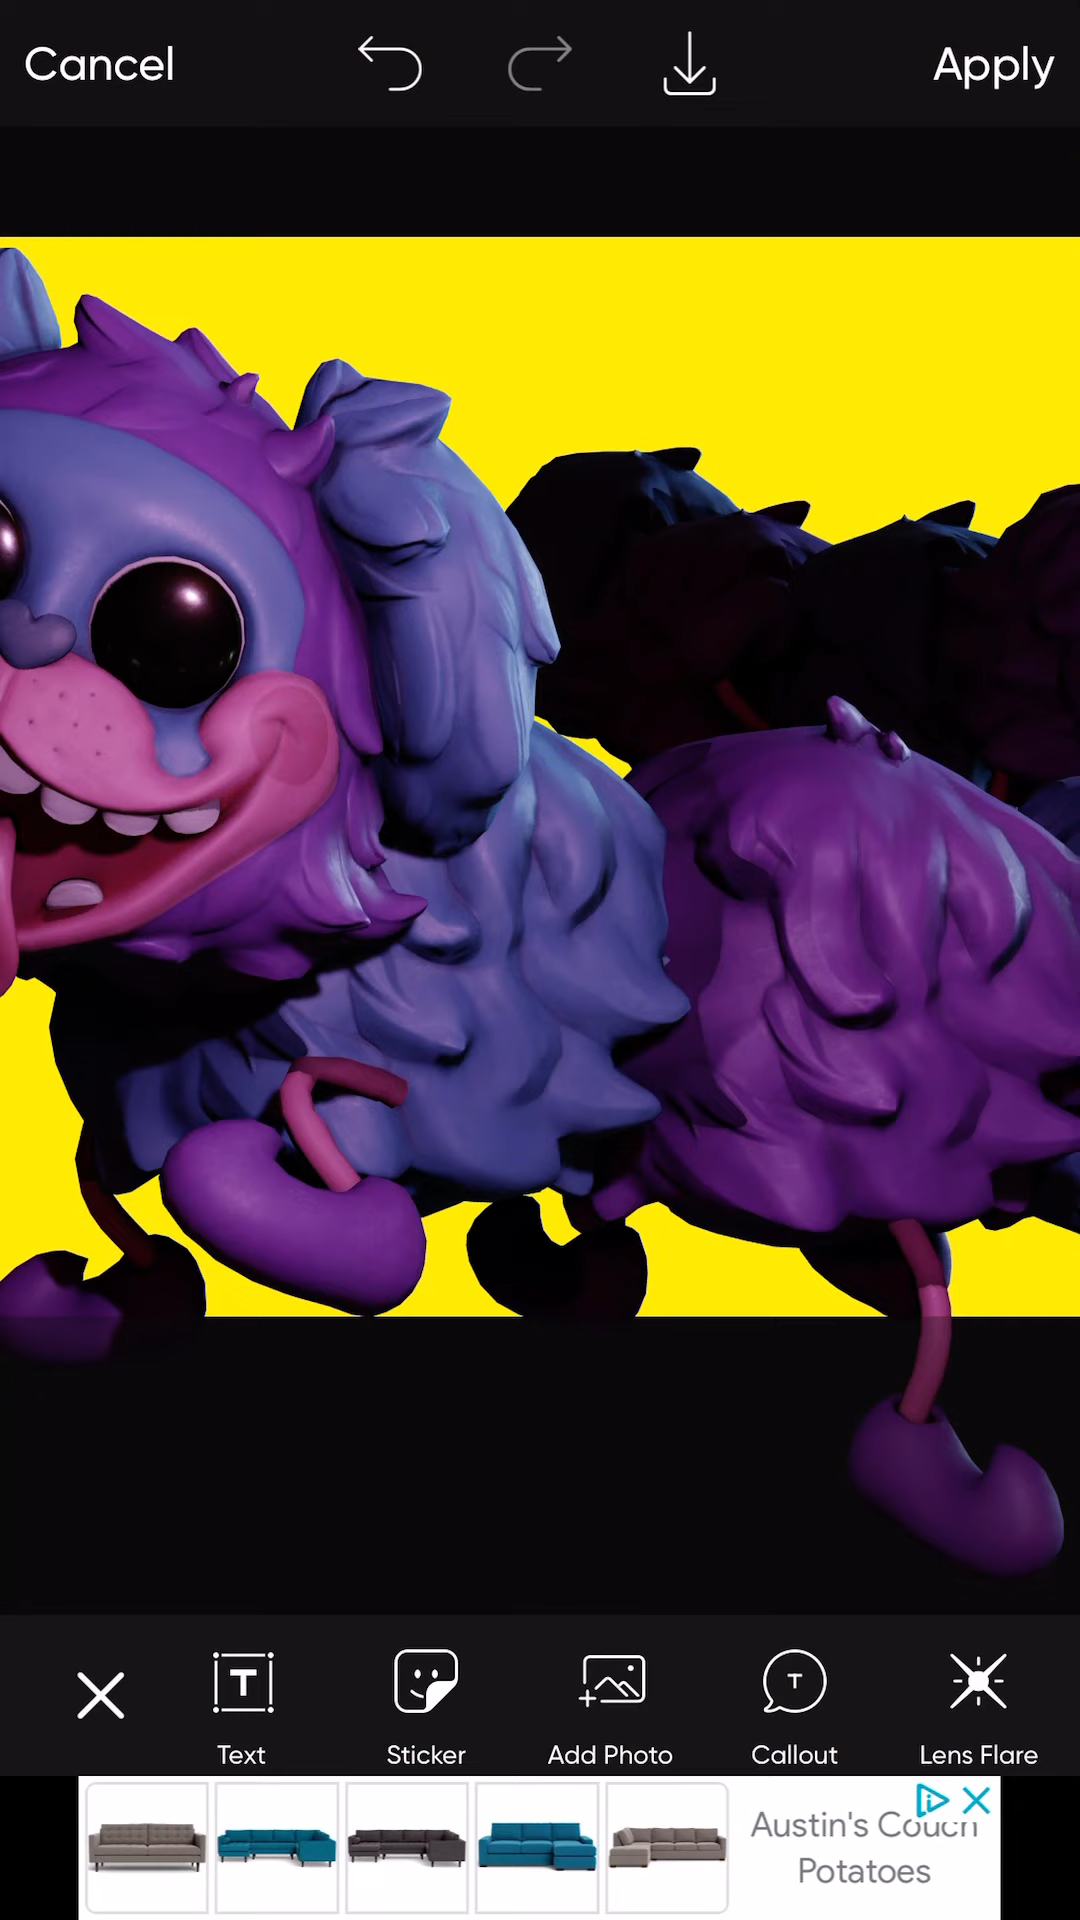 Cancel
Apply
T
T
Text
Sticker
Add Photo
Callout
Lens Flare
Austin's Couch
Potatoes